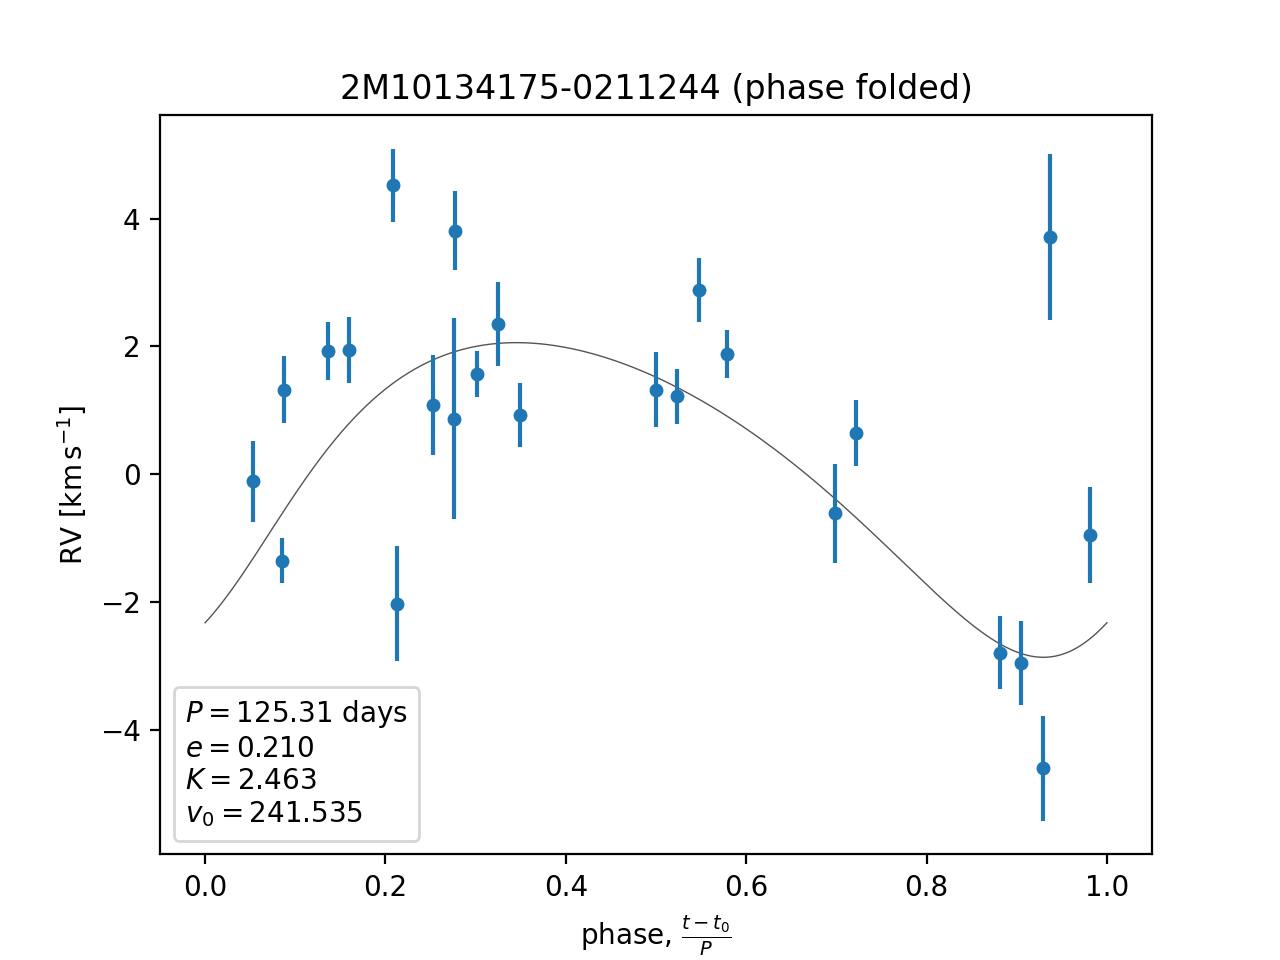 2M10134175-0211244 (phase folded)
RV [km s⁻¹]
4
2
0
−2
−4
P = 125.31 days
e = 0.210
K = 2.463
v₀ = 241.535
0.0 0.2 0.4 0.6 0.8 1.0
phase, (t − t₀)/P